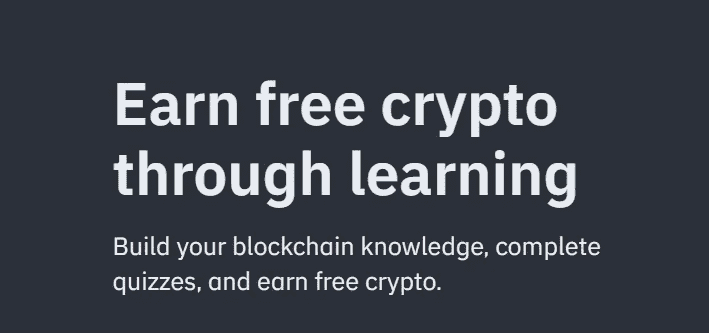 Earn free crypto
through learning
Build your blockchain knowledge, complete
quizzes, and earn free crypto.